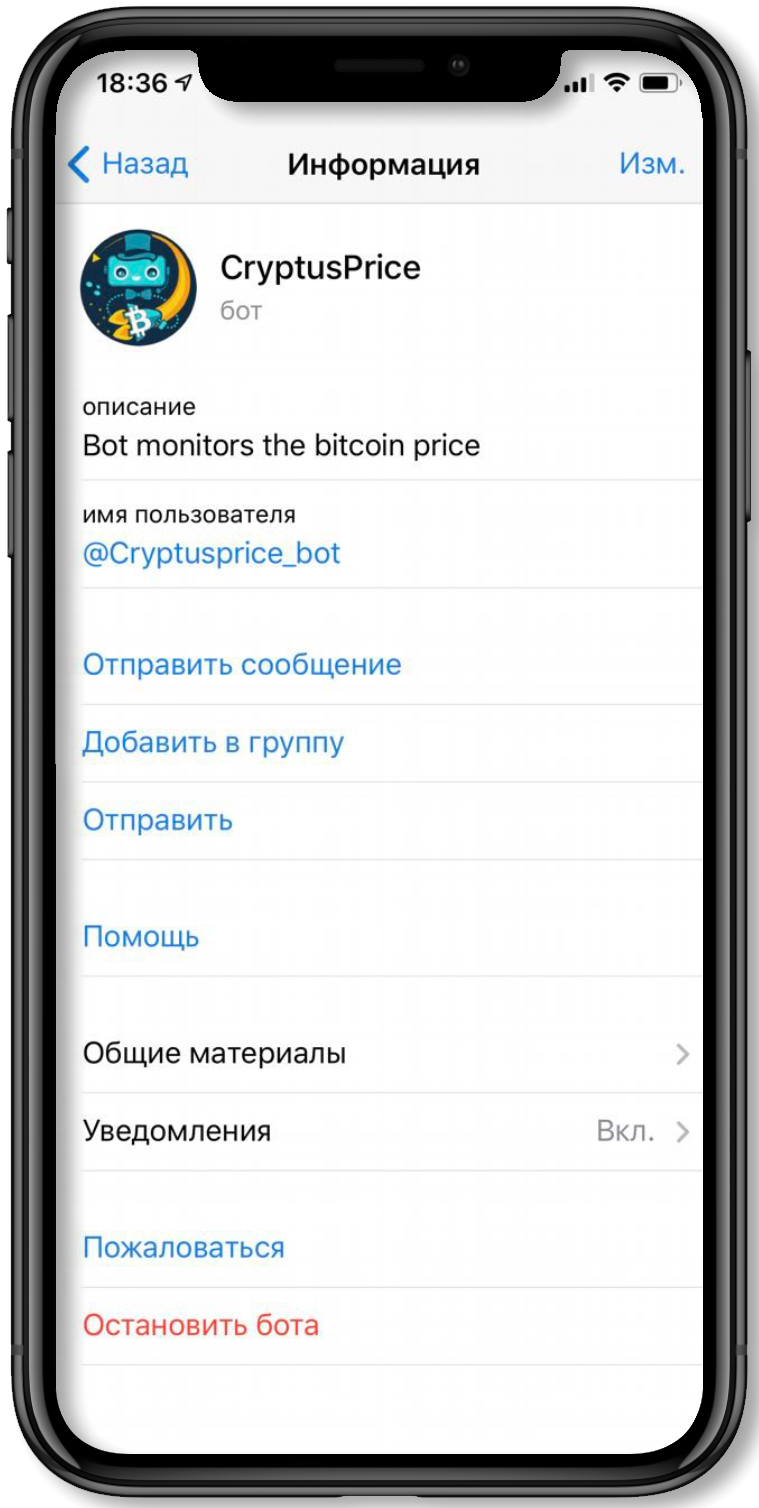 18:36
Назад
Информация
Изм.
CryptusPrice
бот
описание
Bot monitors the bitcoin price
имя пользователя
@Cryptusprice_bot
Отправить сообщение
Добавить в группу
Отправить
Помощь
Общие материалы
Уведомления
Вкл.
Пожаловаться
Остановить бота